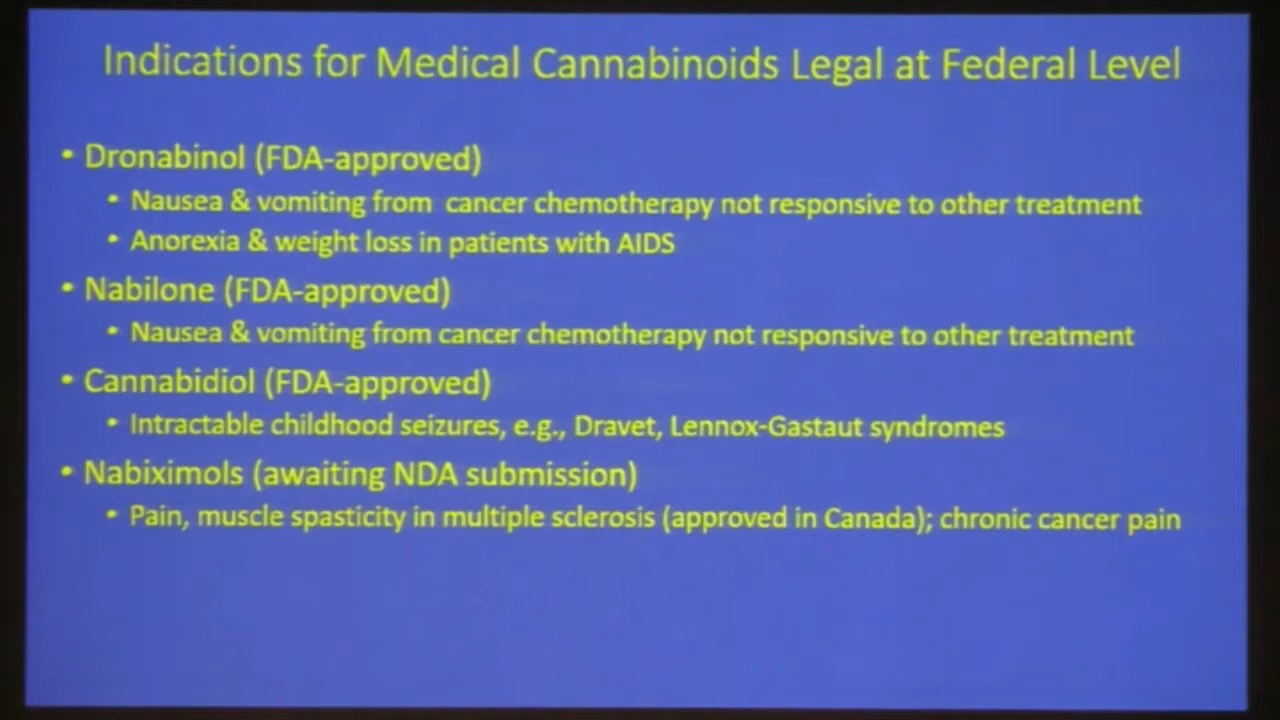 Indications for Medical Cannabinoids Legal at Federal Level
• Dronabinol (FDA-approved)
• Nausea & vomiting from cancer chemotherapy not responsive to other treatment
• Anorexia & weight loss in patients with AIDS
• Nabilone (FDA-approved)
• Nausea & vomiting from cancer chemotherapy not responsive to other treatment
• Cannabidiol (FDA-approved)
• Intractable childhood seizures, e.g., Dravet, Lennox-Gastaut syndromes
• Nabiximols (awaiting NDA submission)
• Pain, muscle spasticity in multiple sclerosis (approved in Canada); chronic cancer pain